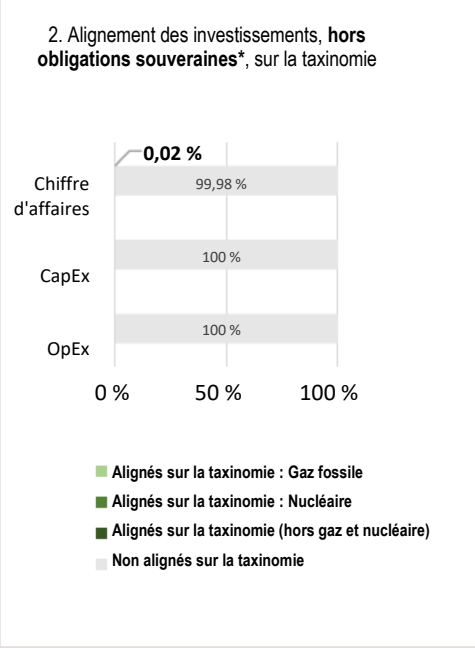 2. Alignement des investissements, hors
obligations souveraines*, sur la taxinomie
0,02 %
Chiffre
d'affaires
99,98 %
CapEx
100 %
OpEx
100 %
0 %
50 %
100 %
Alignés sur la taxinomie : Gaz fossile
Alignés sur la taxinomie : Nucléaire
Alignés sur la taxinomie (hors gaz et nucléaire)
Non alignés sur la taxinomie